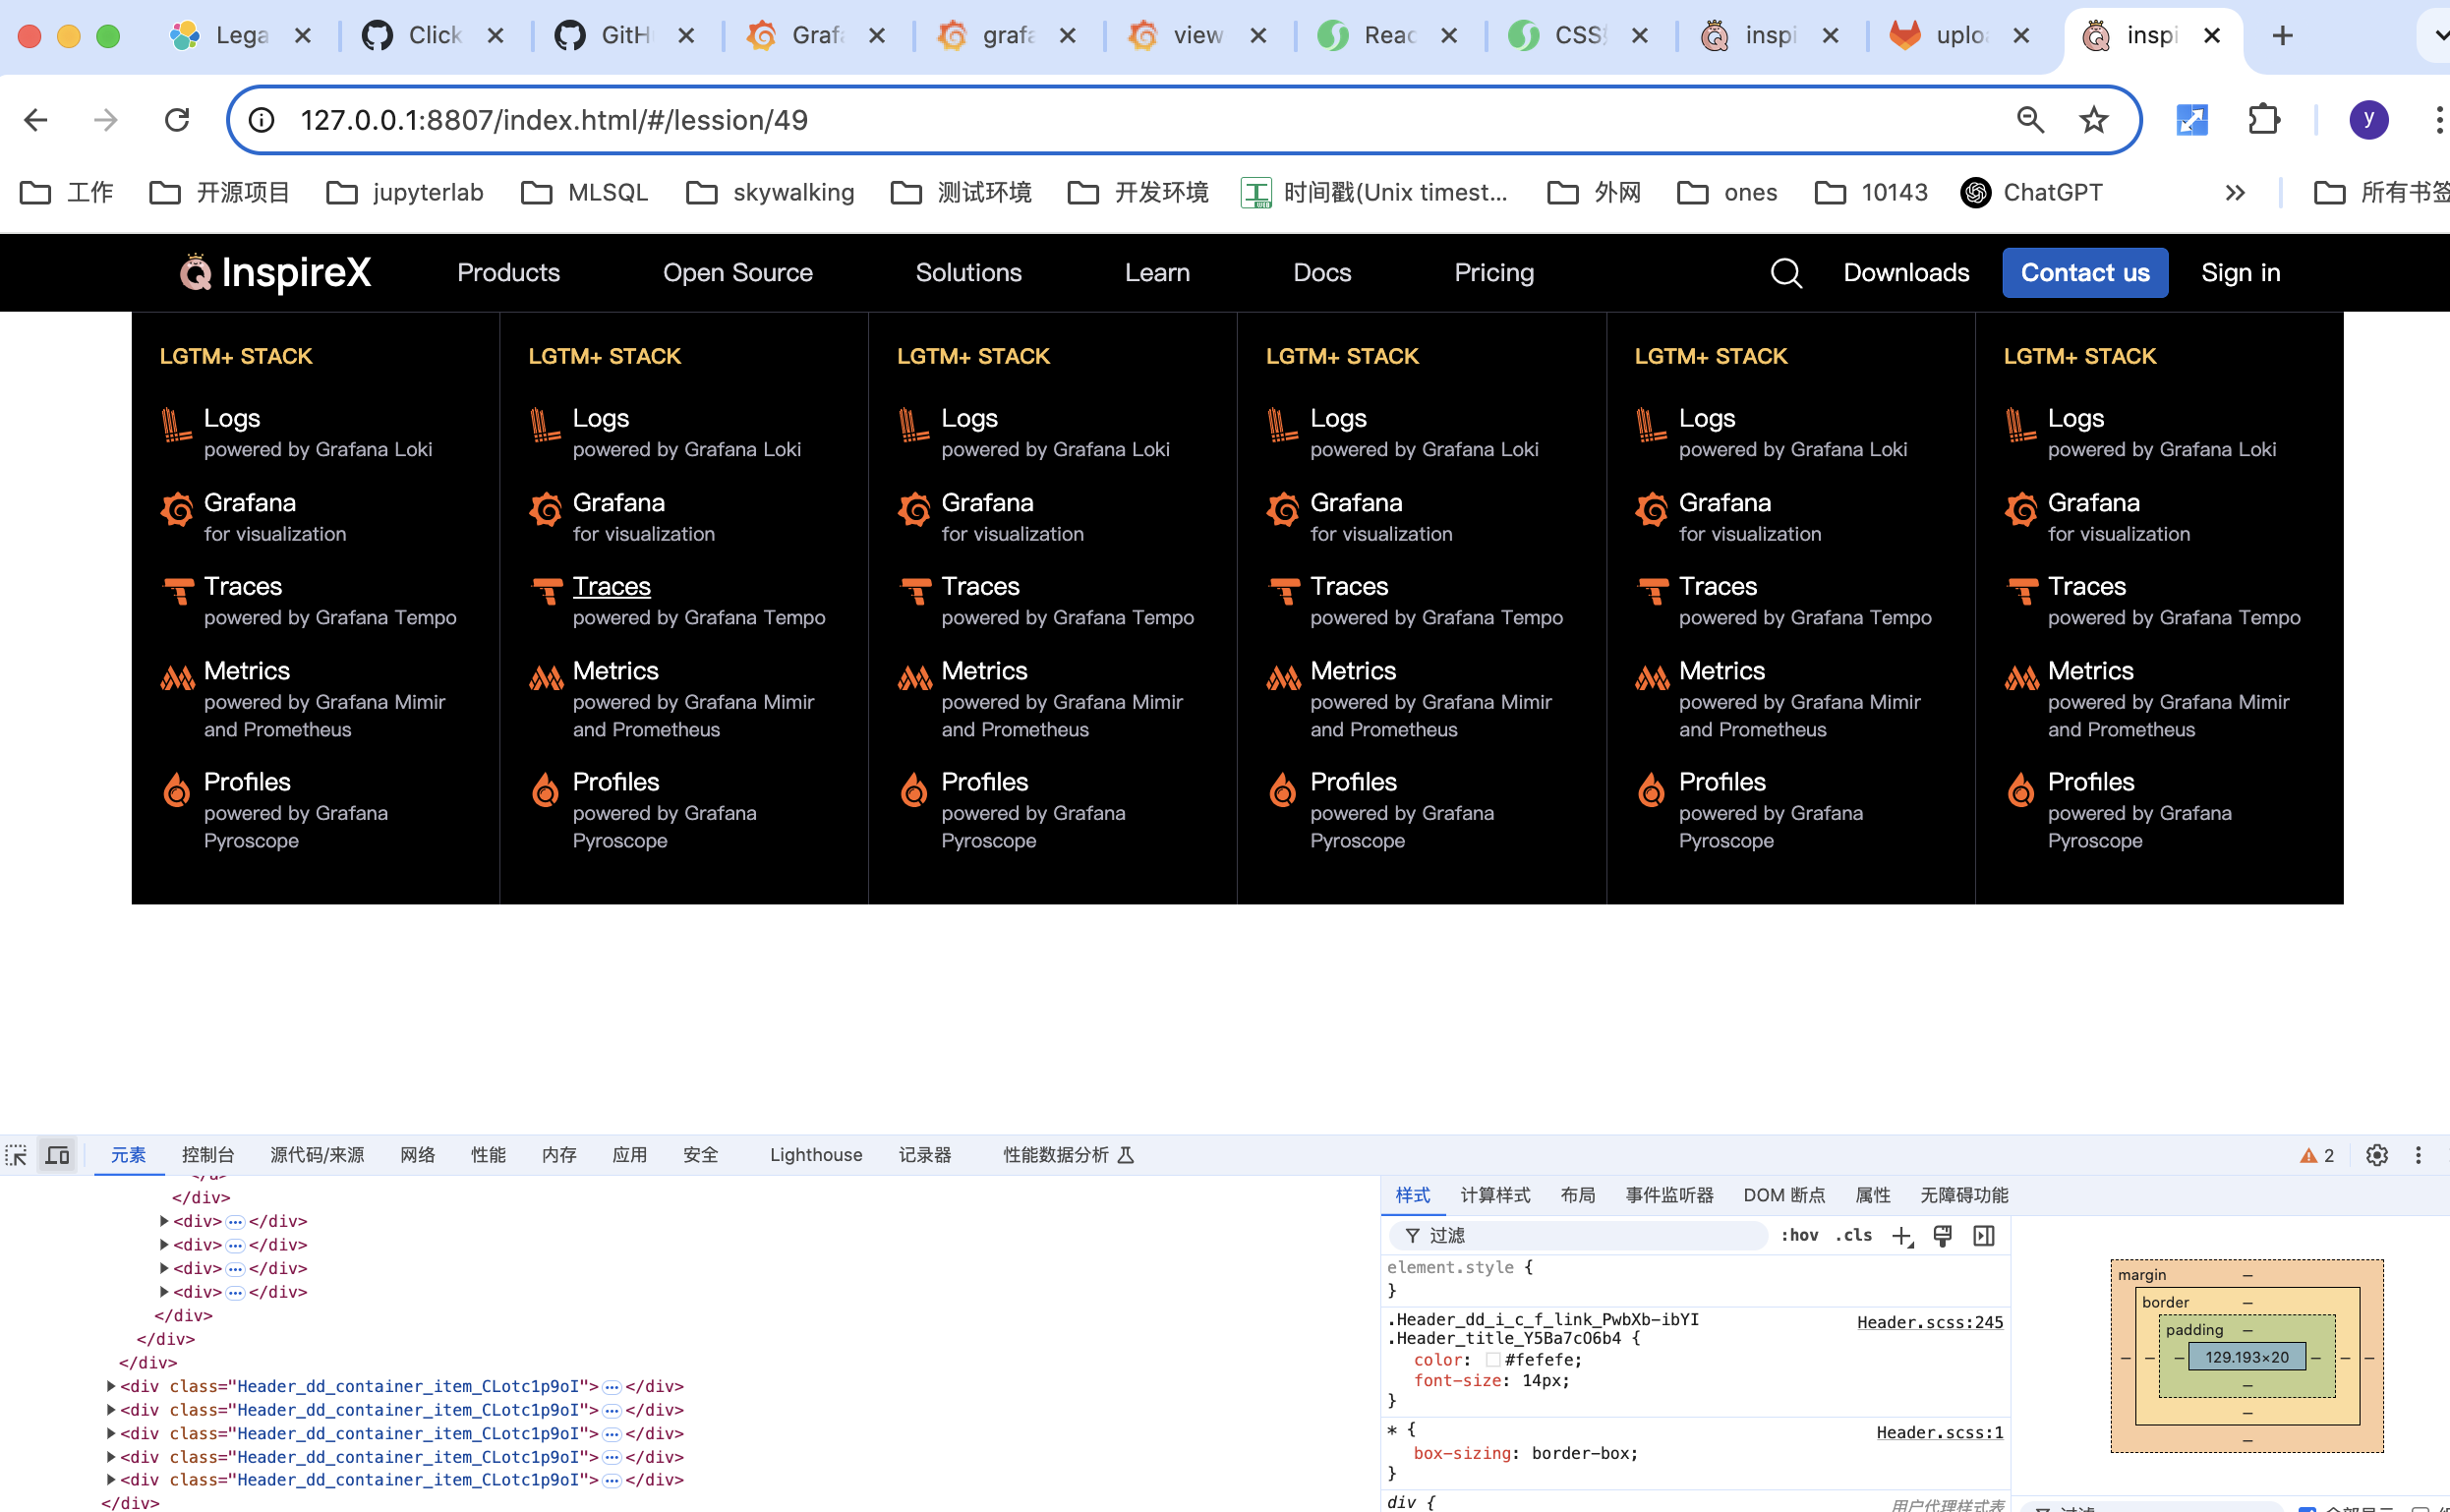 Lega
Click
GitH
Grafa
grafa
view
Reac
CSS
inspi
uplo
inspi
127.0.0.1:8807/index.html/#/lession/49
y
工作 开源项目 jupyterlab MLSQL skywalking 测试环境 开发环境 时间戳(Unix timest... 外网 ones 10143 ChatGPT » 所有书签
InspireX Products Open Source Solutions Learn Docs Pricing Downloads Contact us Sign in
LGTM+ STACK
Logs
powered by Grafana Loki
Grafana
for visualization
Traces
powered by Grafana Tempo
Metrics
powered by Grafana Mimir
and Prometheus
Profiles
powered by Grafana
Pyroscope
LGTM+ STACK
Logs
powered by Grafana Loki
Grafana
for visualization
Traces
powered by Grafana Tempo
Metrics
powered by Grafana Mimir
and Prometheus
Profiles
powered by Grafana
Pyroscope
LGTM+ STACK
Logs
powered by Grafana Loki
Grafana
for visualization
Traces
powered by Grafana Tempo
Metrics
powered by Grafana Mimir
and Prometheus
Profiles
powered by Grafana
Pyroscope
LGTM+ STACK
Logs
powered by Grafana Loki
Grafana
for visualization
Traces
powered by Grafana Tempo
Metrics
powered by Grafana Mimir
and Prometheus
Profiles
powered by Grafana
Pyroscope
LGTM+ STACK
Logs
powered by Grafana Loki
Grafana
for visualization
Traces
powered by Grafana Tempo
Metrics
powered by Grafana Mimir
and Prometheus
Profiles
powered by Grafana
Pyroscope
LGTM+ STACK
Logs
powered by Grafana Loki
Grafana
for visualization
Traces
powered by Grafana Tempo
Metrics
powered by Grafana Mimir
and Prometheus
Profiles
powered by Grafana
Pyroscope
元素 控制台 源代码/来源 网络 性能 内存 应用 安全 Lighthouse 记录器 性能数据分析 2
</a>
</div>
<div>…</div>
<div>…</div>
<div>…</div>
<div>…</div>
</div>
</div>
</div>
<div class="Header_dd_container_item_CLotc1p9oI">…</div>
<div class="Header_dd_container_item_CLotc1p9oI">…</div>
<div class="Header_dd_container_item_CLotc1p9oI">…</div>
<div class="Header_dd_container_item_CLotc1p9oI">…</div>
<div class="Header_dd_container_item_CLotc1p9oI">…</div>
</div>
样式 计算样式 布局 事件监听器 DOM 断点 属性 无障碍功能
过滤 :hov .cls
element.style {
}
.Header_dd_i_c_f_link_PwbXb-ibYI Header.scss:245
.Header_title_Y5Ba7cO6b4 {
color: #fefefe;
font-size: 14px;
}
* { Header.scss:1
box-sizing: border-box;
}
div { 用户代理样式表
margin –
border –
padding –
– – – 129.193×20 – – –
–
–
–
过滤 全部显示